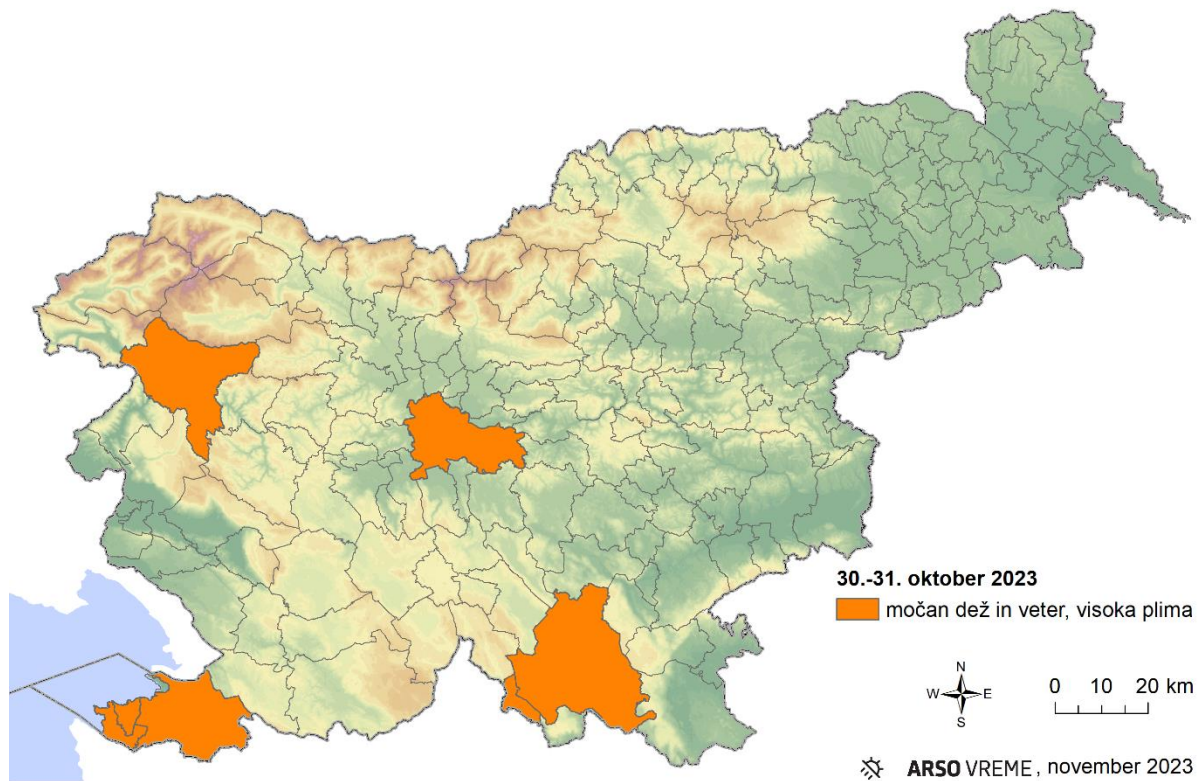 30.-31. oktober 2023
močan dež in veter, visoka plima
N
W E
S
0 10 20 km
ARSO VREME, november 2023